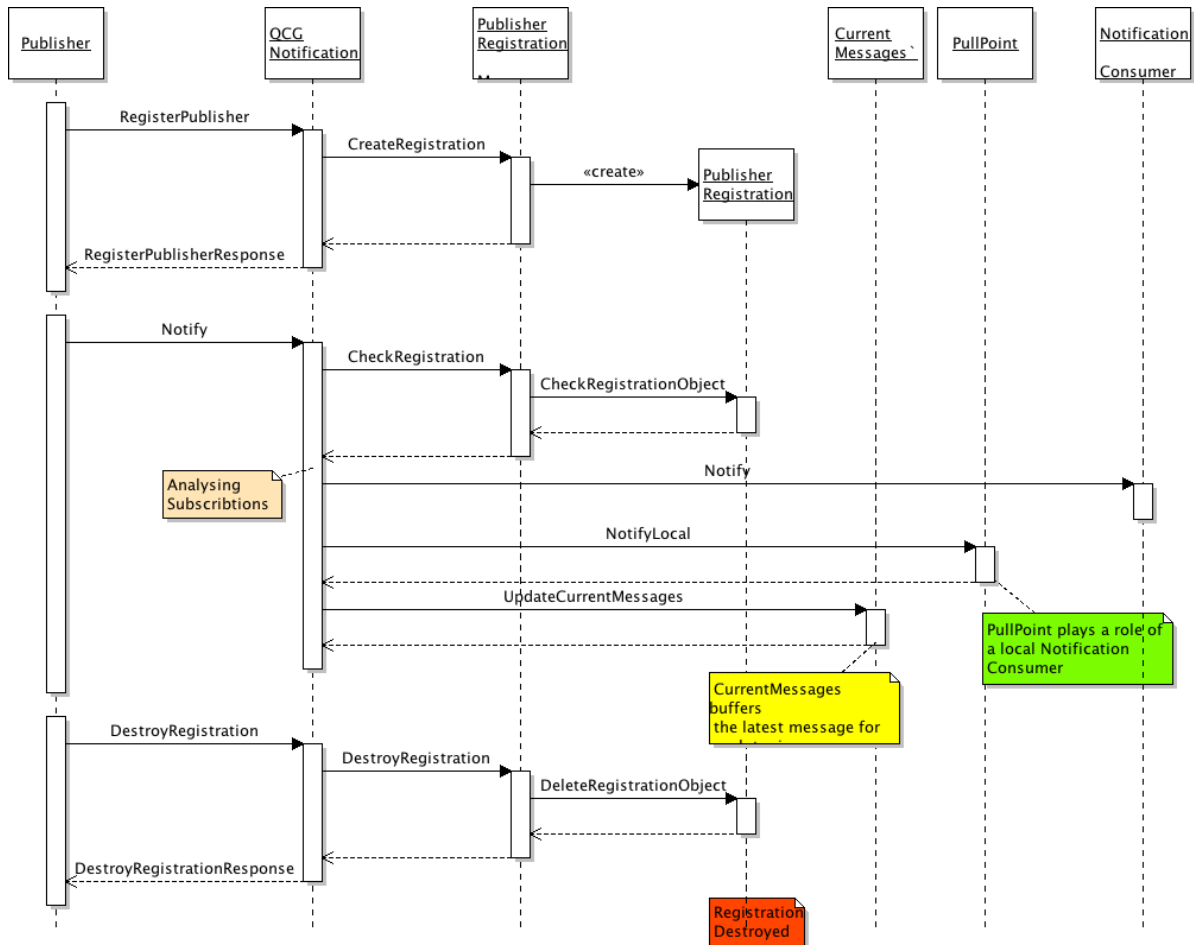 Publisher
QCG
Notification
Publisher
Registration
Current
Messages`
PullPoint
Notification
Consumer
RegisterPublisher
CreateRegistration
«create»
Publisher
Registration
RegisterPublisherResponse
Notify
CheckRegistration
CheckRegistrationObject
Analysing
Subscribtions
Notify
NotifyLocal
UpdateCurrentMessages
PullPoint plays a role of
a local Notification
Consumer
CurrentMessages
buffers
the latest message for
DestroyRegistration
DestroyRegistration
DeleteRegistrationObject
DestroyRegistrationResponse
Registration
Destroyed